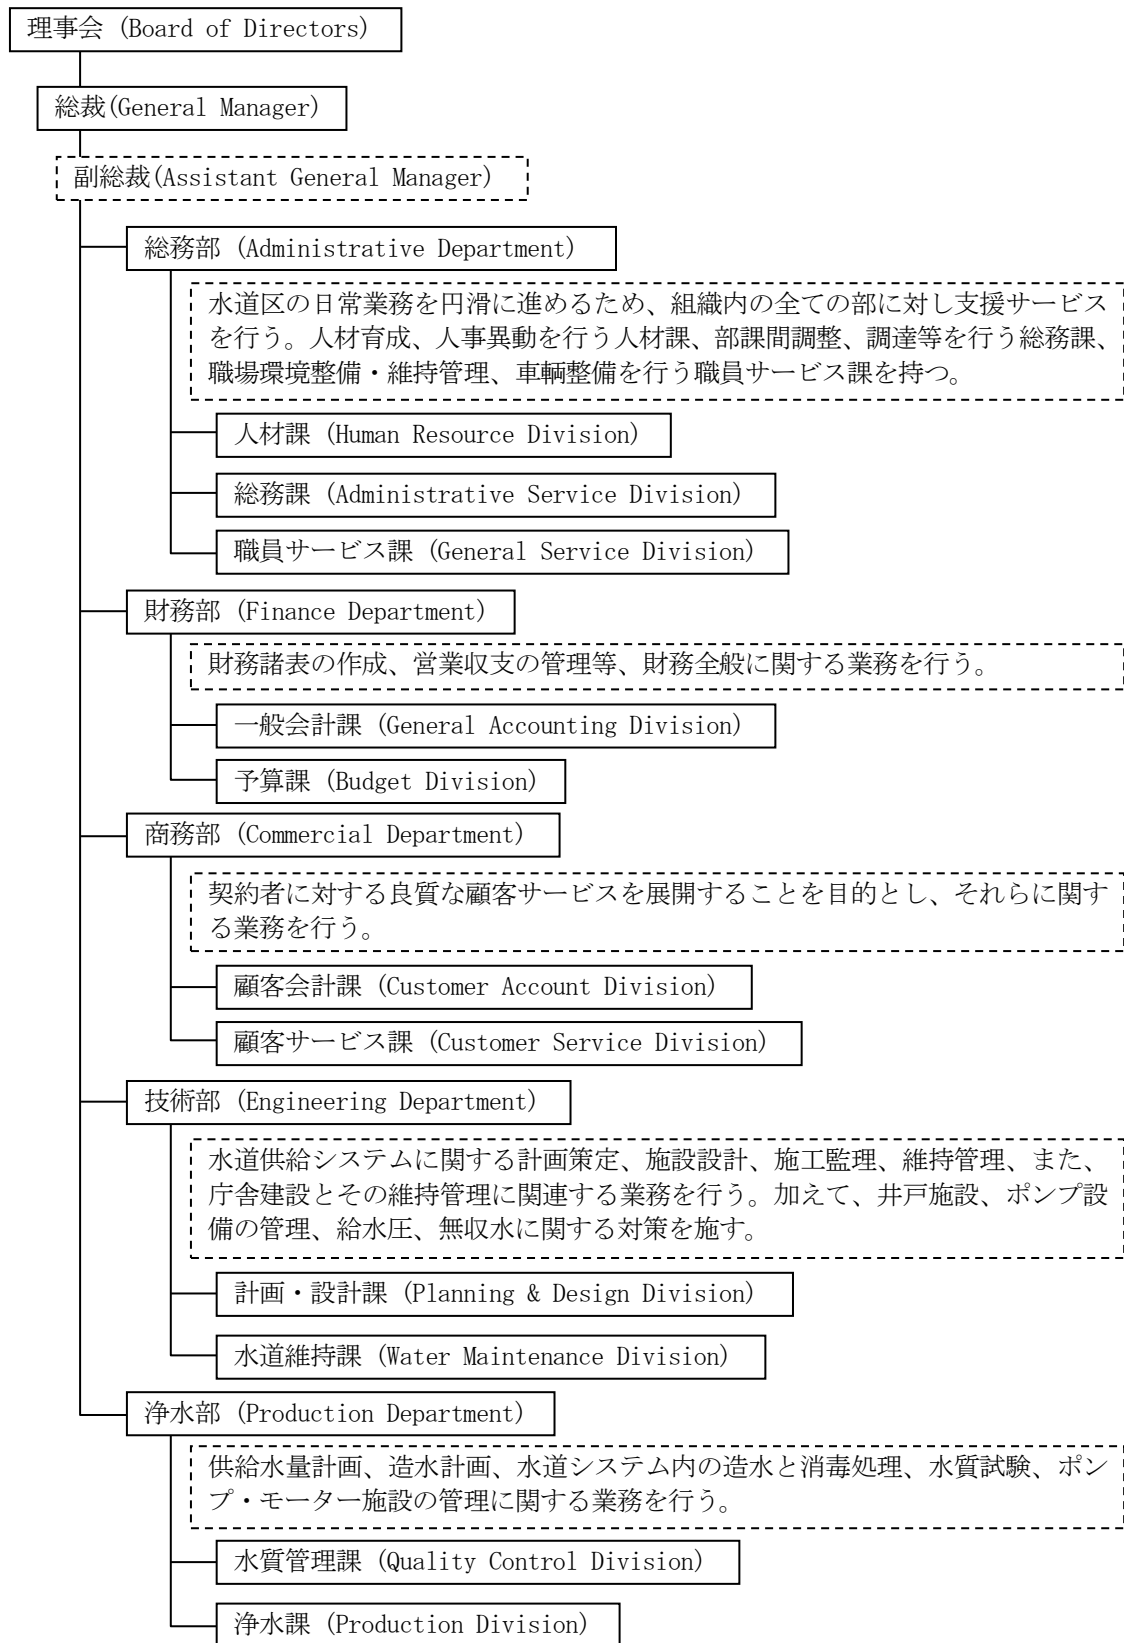 理事会 (Board of Directors)
総裁(General Manager)
副総裁(Assistant General Manager)
総務部 (Administrative Department)
水道区の日常業務を円滑に進めるため、組織内の全ての部に対し支援サービス
を行う。人材育成、人事異動を行う人材課、部課間調整、調達等を行う総務課、
職場環境整備・維持管理、車輌整備を行う職員サービス課を持つ。
人材課 (Human Resource Division)
総務課 (Administrative Service Division)
職員サービス課 (General Service Division)
財務部 (Finance Department)
財務諸表の作成、営業収支の管理等、財務全般に関する業務を行う。
一般会計課 (General Accounting Division)
予算課 (Budget Division)
商務部 (Commercial Department)
契約者に対する良質な顧客サービスを展開することを目的とし、それらに関す
る業務を行う。
顧客会計課 (Customer Account Division)
顧客サービス課 (Customer Service Division)
技術部 (Engineering Department)
水道供給システムに関する計画策定、施設設計、施工監理、維持管理、また、
庁舎建設とその維持管理に関連する業務を行う。加えて、井戸施設、ポンプ設
備の管理、給水圧、無収水に関する対策を施す。
計画・設計課 (Planning & Design Division)
水道維持課 (Water Maintenance Division)
浄水部 (Production Department)
供給水量計画、造水計画、水道システム内の造水と消毒処理、水質試験、ポン
プ・モーター施設の管理に関する業務を行う。
水質管理課 (Quality Control Division)
浄水課 (Production Division)